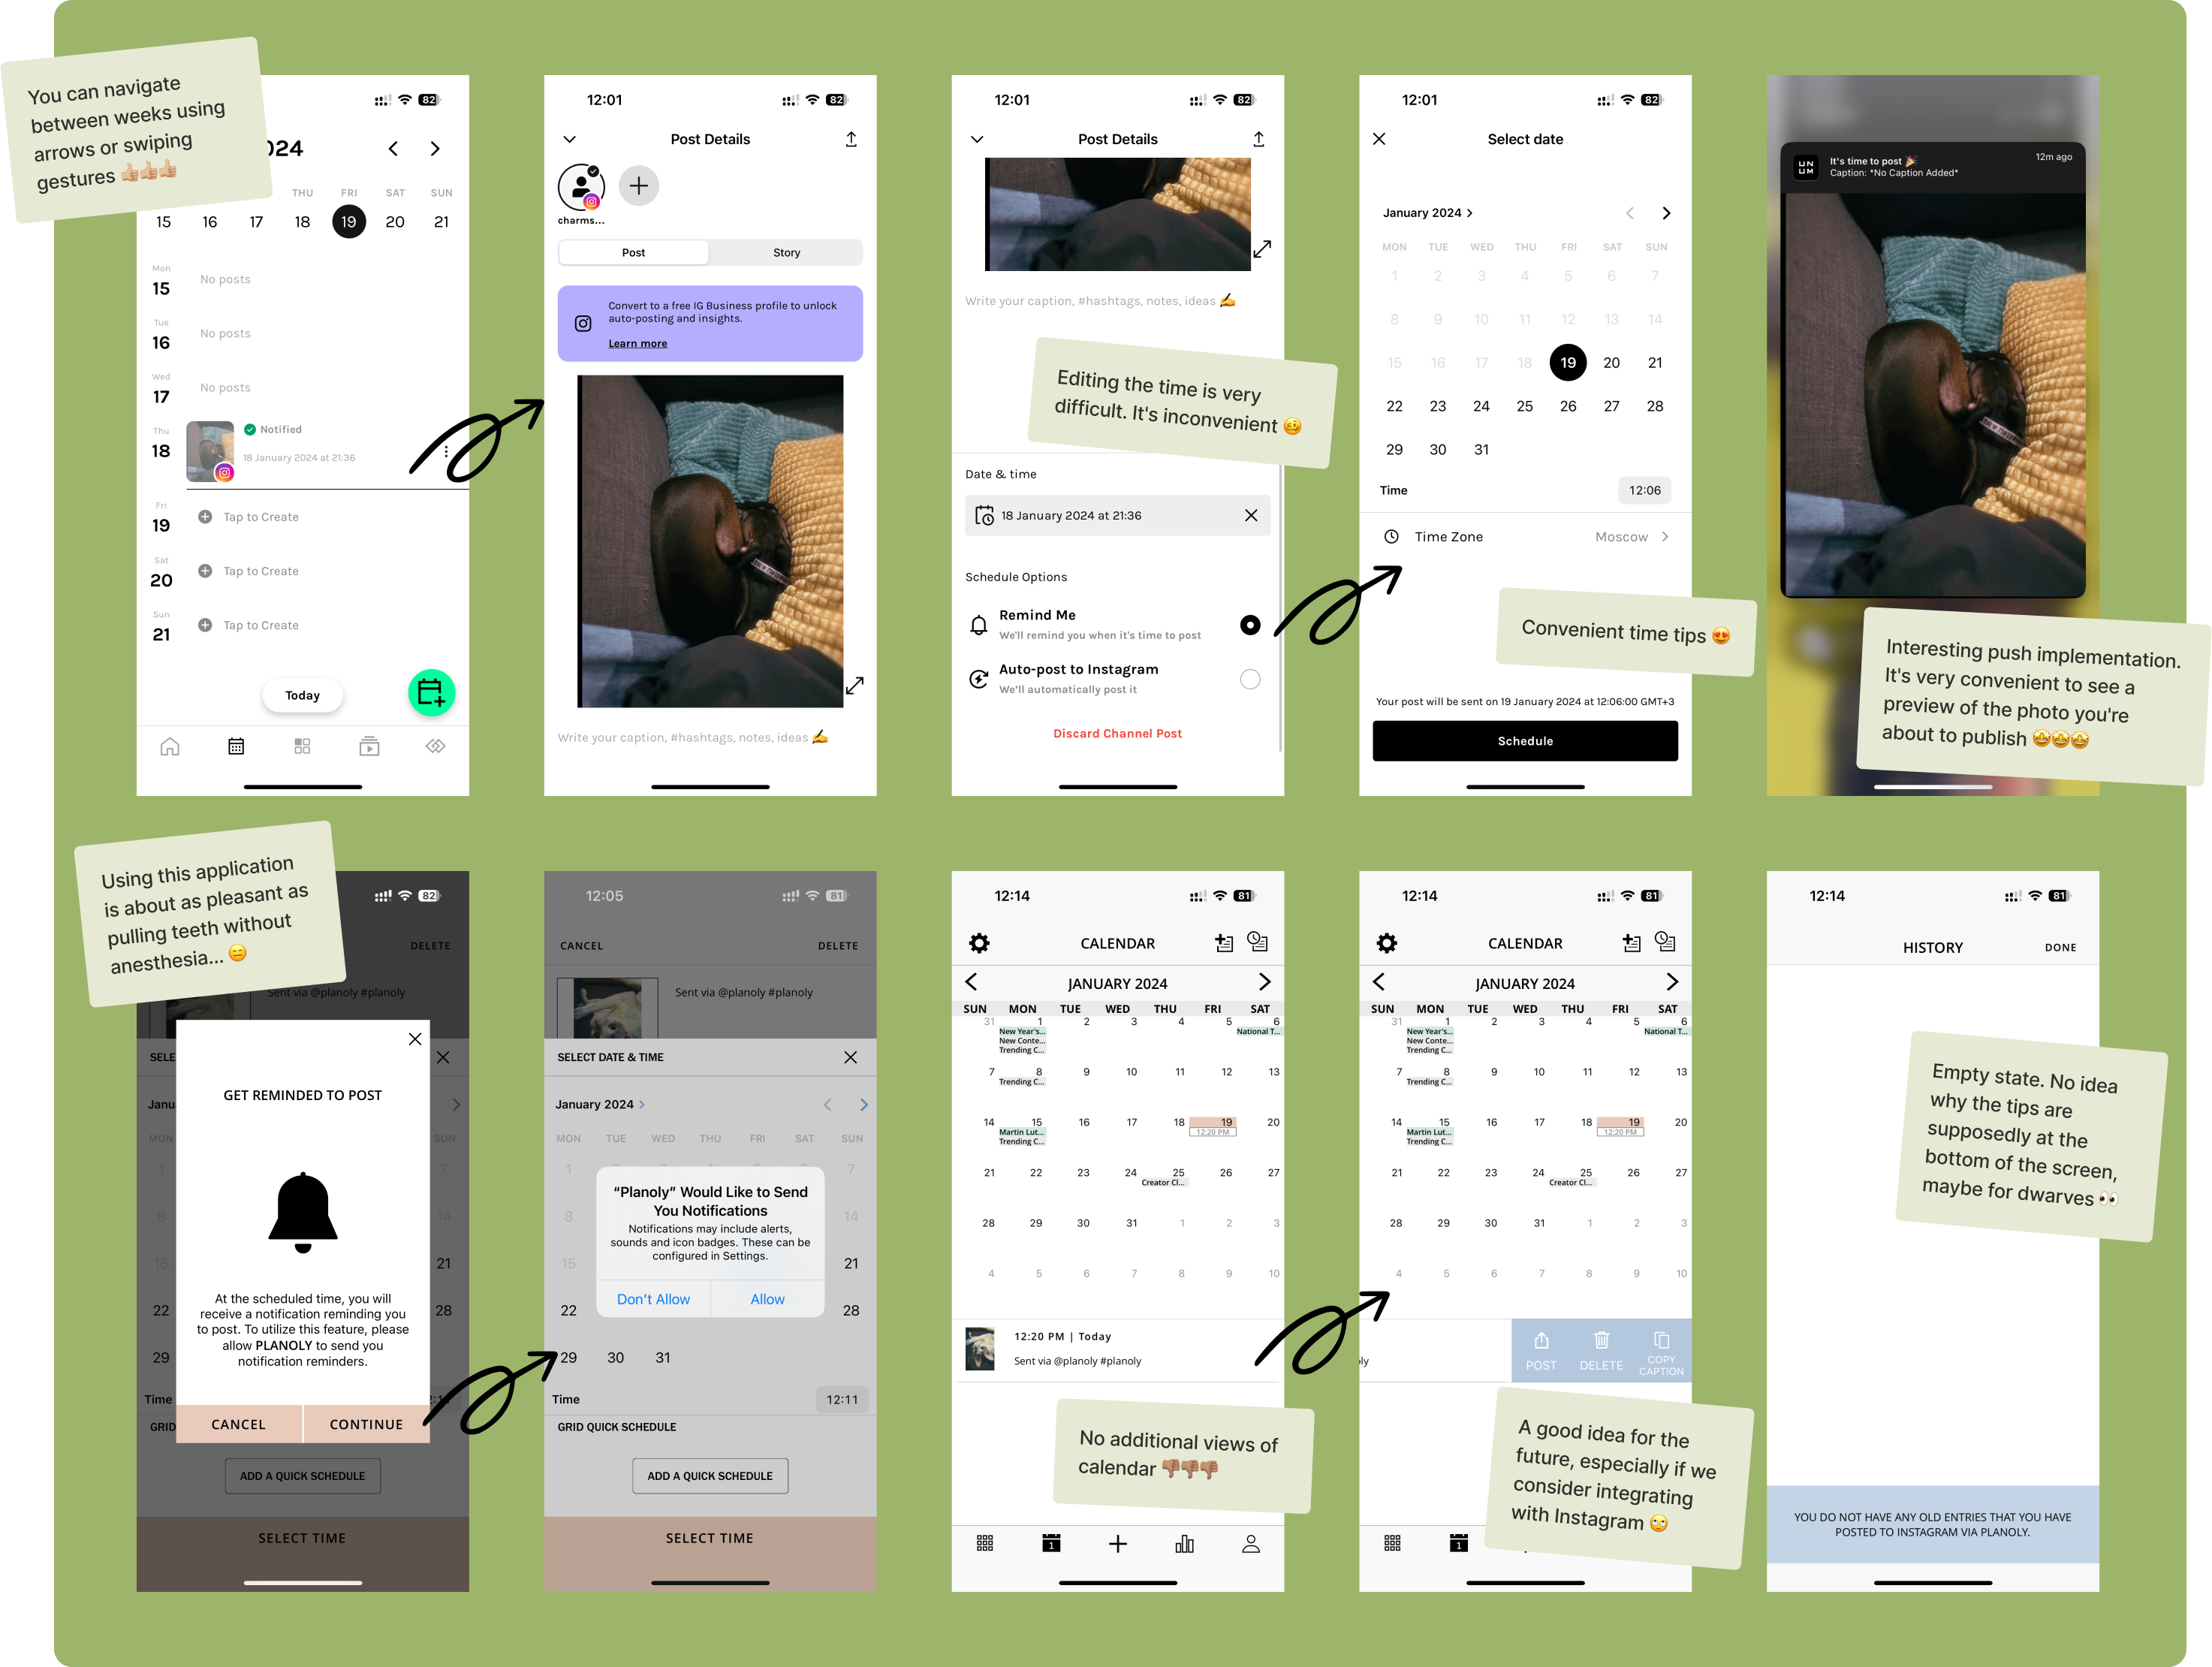 You can navigate
between weeks using
arrows or swiping
gestures 👍🏼👍🏼👍🏼
82
024
THU FRI SAT SUN
15 16 17 18 19 20 21
Mon
15
No posts
Tue
16
No posts
Wed
17
No posts
Thu
18
Notified
18 January 2024 at 21:36
Fri
19
Tap to Create
Sat
20
Tap to Create
Sun
21
Tap to Create
Today
12:01
82
Post Details
charms...
Post
Story
Convert to a free IG Business profile to unlock
auto-posting and insights.
Learn more
Write your caption, #hashtags, notes, ideas ✍️
12:01
82
Post Details
Write your caption, #hashtags, notes, ideas ✍️
Editing the time is very
difficult. It's inconvenient 🥴
Date & time
18 January 2024 at 21:36
Schedule Options
Remind Me
We'll remind you when it's time to post
Auto-post to Instagram
We'll automatically post it
Discard Channel Post
12:01
82
Select date
January 2024
MON TUE WED THU FRI SAT SUN
1 2 3 4 5 6 7
8 9 10 11 12 13 14
15 16 17 18 19 20 21
22 23 24 25 26 27 28
29 30 31
Time
12:06
Time Zone
Moscow
Convenient time tips 😍
Your post will be sent on 19 January 2024 at 12:06:00 GMT+3
Schedule
UN
UM
It's time to post 🎉
12m ago
Caption: *No Caption Added*
Interesting push implementation.
It's very convenient to see a
preview of the photo you're
about to publish 🤩🤩🤩
Using this application
is about as pleasant as
pulling teeth without
anesthesia... 😑
82
DELETE
Sent via @planoly #planoly
SELE
Janu
MON
SUN
1
7
8
14
15
21
22
28
29
GET REMINDED TO POST
At the scheduled time, you will
receive a notification reminding you
to post. To utilize this feature, please
allow PLANOLY to send you
notification reminders.
Time
CANCEL
CONTINUE
GRID
ADD A QUICK SCHEDULE
SELECT TIME
12:05
81
CANCEL
DELETE
Sent via @planoly #planoly
SELECT DATE & TIME
January 2024
MON TUE WED THU FRI SAT SUN
1
7
8
14
15
21
22
28
29 30 31
"Planoly" Would Like to Send
You Notifications
Notifications may include alerts,
sounds and icon badges. These can be
configured in Settings.
Don't Allow
Allow
Time
12:11
GRID QUICK SCHEDULE
ADD A QUICK SCHEDULE
SELECT TIME
12:14
81
CALENDAR
JANUARY 2024
SUN MON TUE WED THU FRI SAT
31 1 2 3 4 5 6
New Year's...
National T...
New Conte...
Trending C...
7 8 9 10 11 12 13
Trending C...
14 15 16 17 18 19 20
Martin Lut...
12:20 PM
Trending C...
21 22 23 24 25 26 27
Creator Cl...
28 29 30 31 1 2 3
4 5 6 7 8 9 10
12:20 PM | Today
Sent via @planoly #planoly
No additional views of
calendar 👎🏽👎🏽👎🏽
1
12:14
81
CALENDAR
JANUARY 2024
SUN MON TUE WED THU FRI SAT
31 1 2 3 4 5 6
New Year's...
National T...
New Conte...
Trending C...
7 8 9 10 11 12 13
Trending C...
14 15 16 17 18 19 20
Martin Lut...
12:20 PM
Trending C...
21 22 23 24 25 26 27
Creator Cl...
28 29 30 31 1 2 3
4 5 6 7 8 9 10
oly
POST
DELETE
COPY
CAPTION
A good idea for the
future, especially if we
consider integrating
with Instagram 🙄
1
12:14
81
HISTORY
DONE
Empty state. No idea
why the tips are
supposedly at the
bottom of the screen,
maybe for dwarves 👀
YOU DO NOT HAVE ANY OLD ENTRIES THAT YOU HAVE
POSTED TO INSTAGRAM VIA PLANOLY.